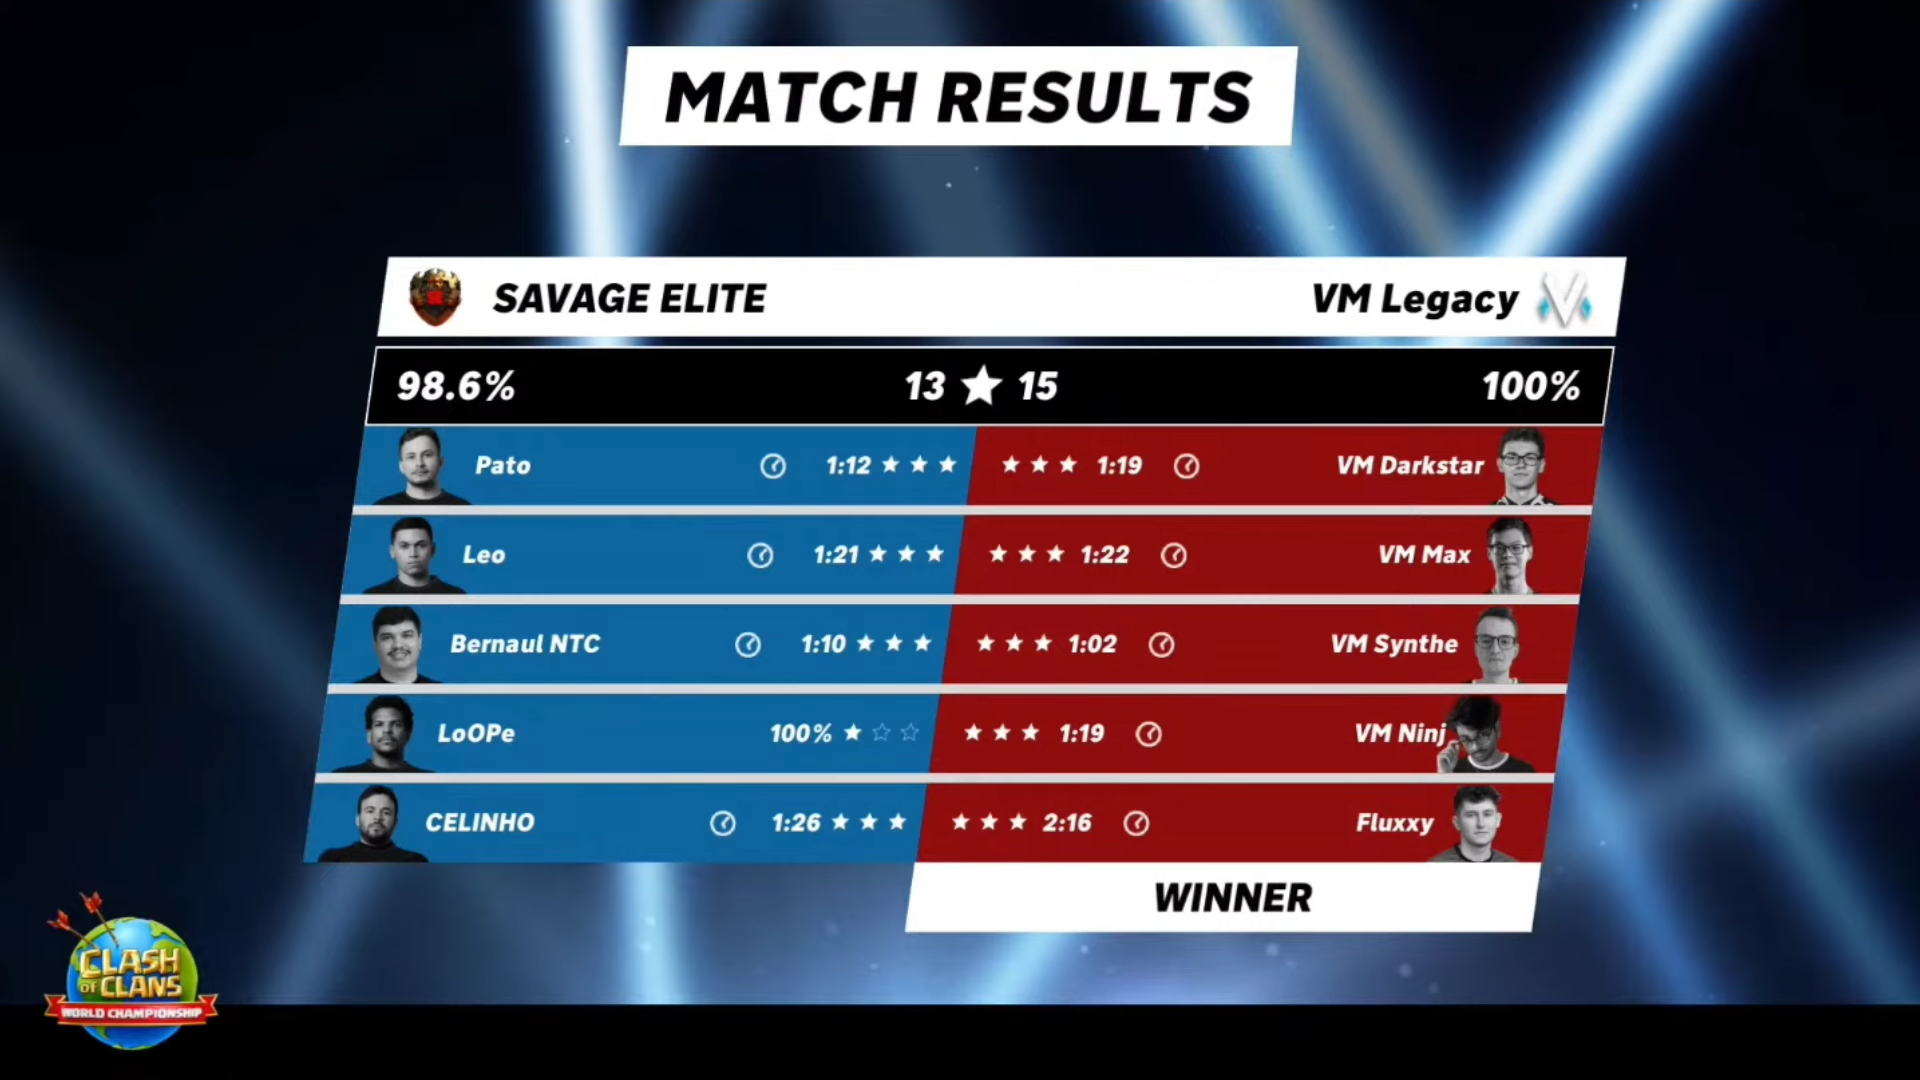 MATCH RESULTS
SAVAGE ELITE VM Legacy
98.6% 13 ★ 15 100%
Pato 1:12 ★ ★ ★ ★ ★ ★ 1:19 VM Darkstar
Leo 1:21 ★ ★ ★ ★ ★ ★ 1:22 VM Max
Bernaul NTC 1:10 ★ ★ ★ ★ ★ ★ 1:02 VM Synthe
LoOPe 100% ★ ☆ ☆ ★ ★ ★ 1:19 VM Ninj
CELINHO 1:26 ★ ★ ★ ★ ★ ★ 2:16 Fluxxy
WINNER
CLASH
OF CLANS
WORLD CHAMPIONSHIP